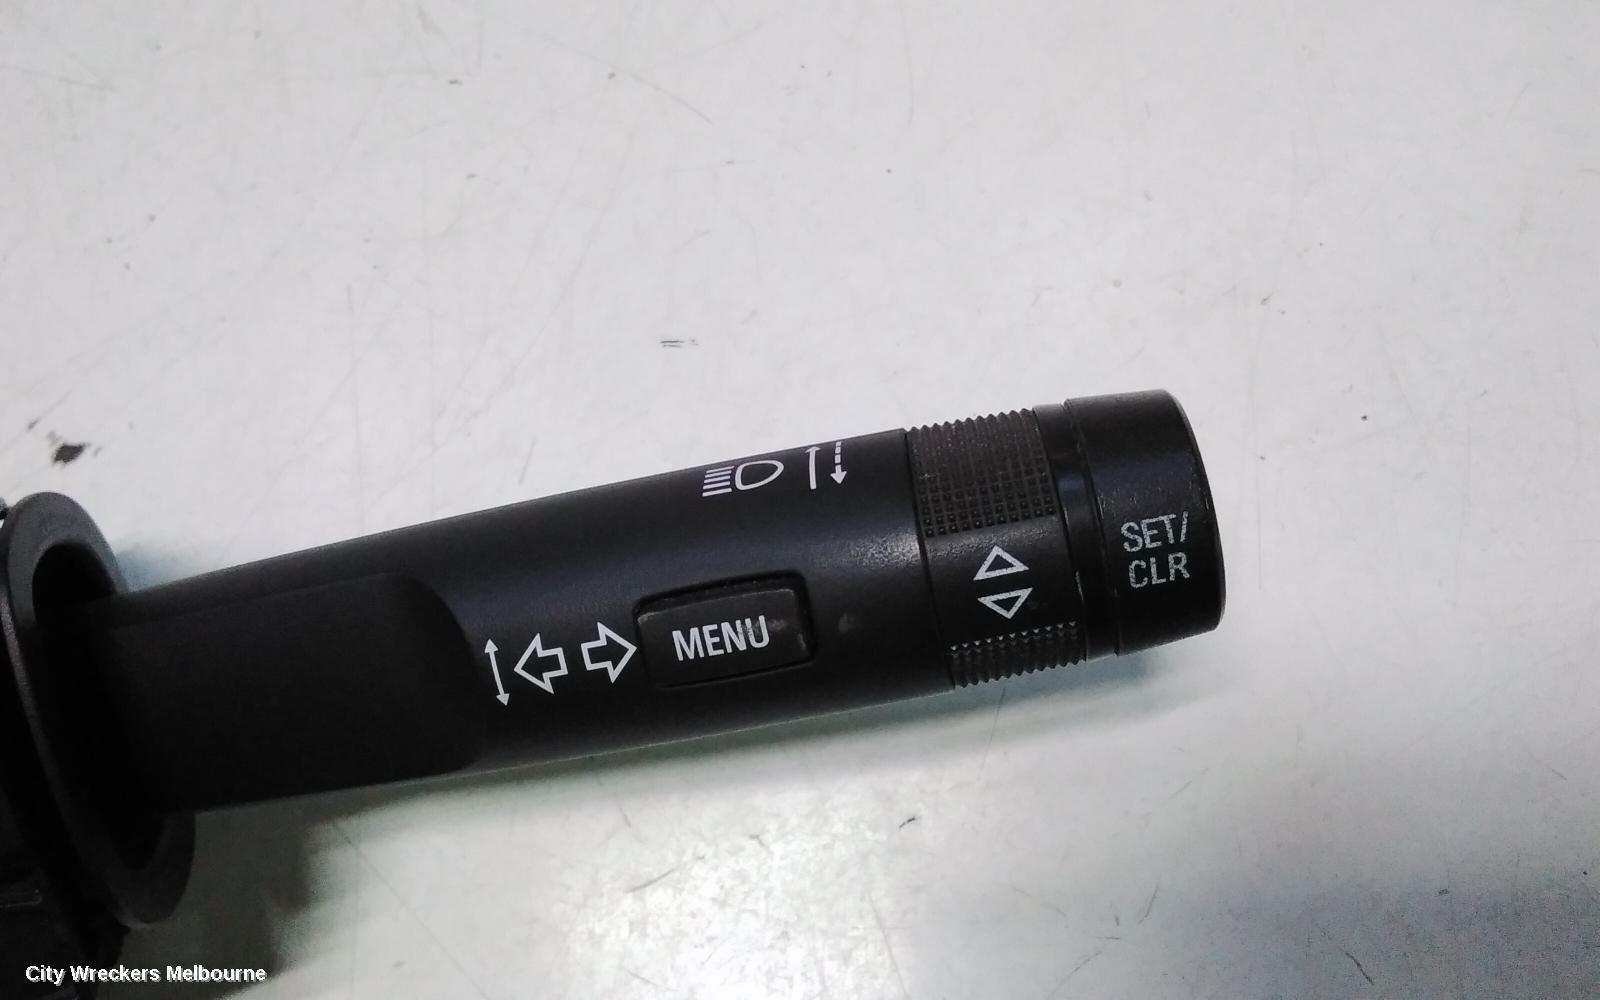 MENU
SET/
CLR
City Wreckers Melbourne